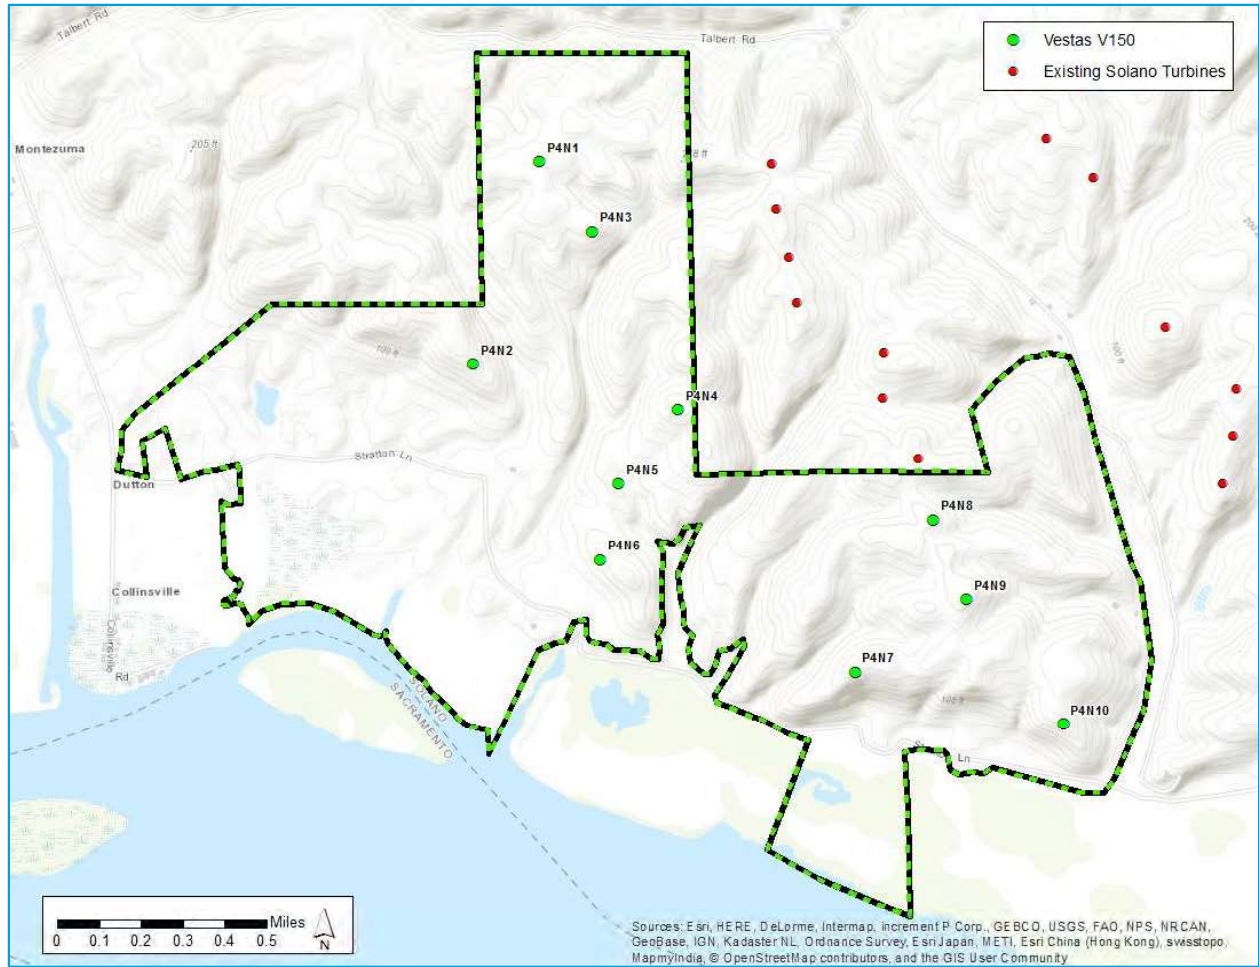 Talbert Rd
Talbert Rd
Vestas V150
Existing Solano Turbines
Montezuma
205 ft
P4N1
P4N3
P4N2
100 ft
P4N4
Stratton Ln
P4N5
Dutton
P4N8
P4N6
Collinsville
P4N9
Collinsville
Rd
P4N7
SOLANO
SACRAMENTO
P4N10
Ln
Miles
0 0.1 0.2 0.3 0.4 0.5
N
Sources: Esri, HERE, DeLorme, Intermap, increment P Corp., GEBCO, USGS, FAO, NPS, NRCAN,
GeoBase, IGN, Kadaster NL, Ordnance Survey, Esri Japan, METI, Esri China (Hong Kong), swisstopo,
MapmyIndia, © OpenStreetMap contributors, and the GIS User Community